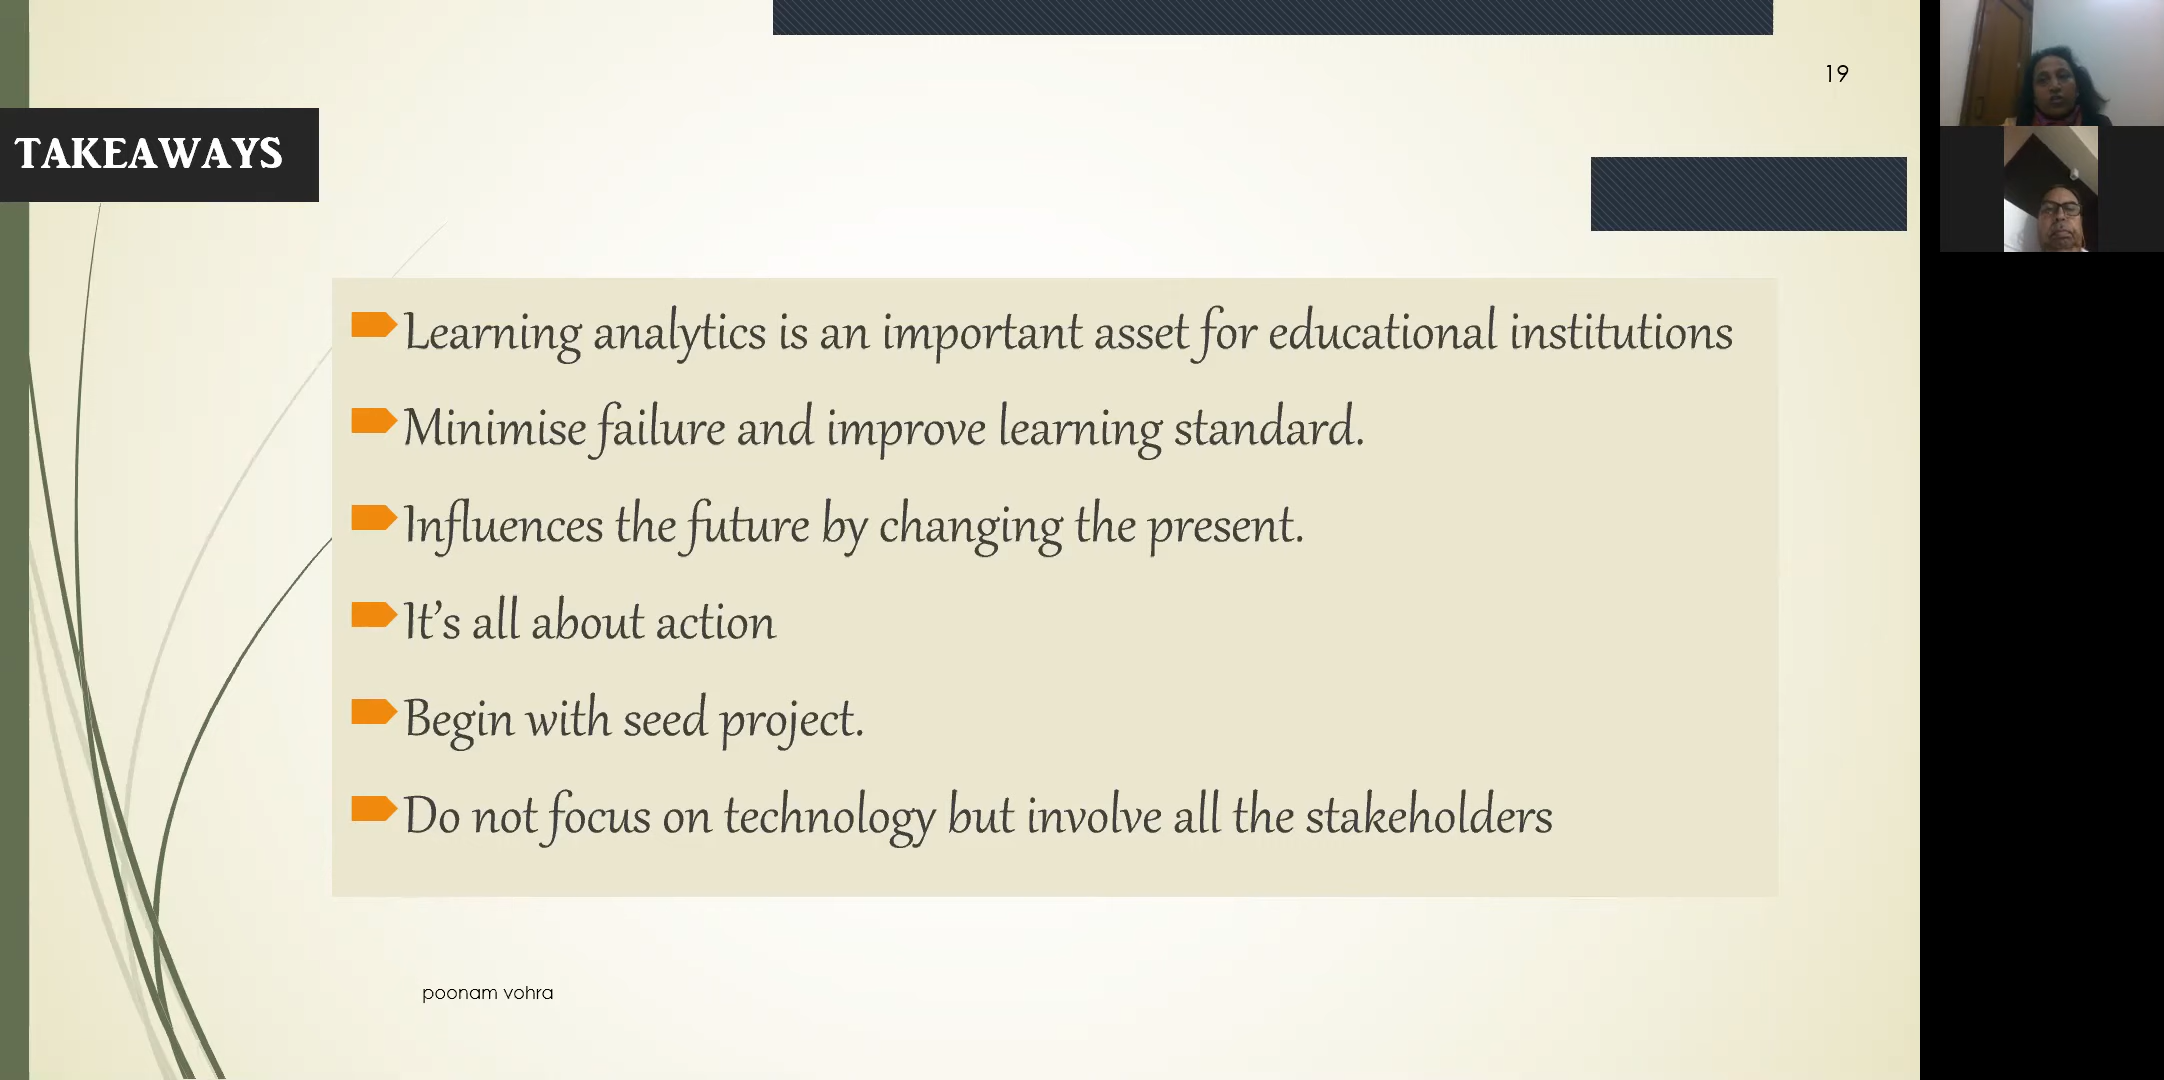 19
TAKEAWAYS
Learning analytics is an important asset for educational institutions
Minimise failure and improve learning standard.
Influences the future by changing the present.
It’s all about action
Begin with seed project.
Do not focus on technology but involve all the stakeholders
poonam vohra